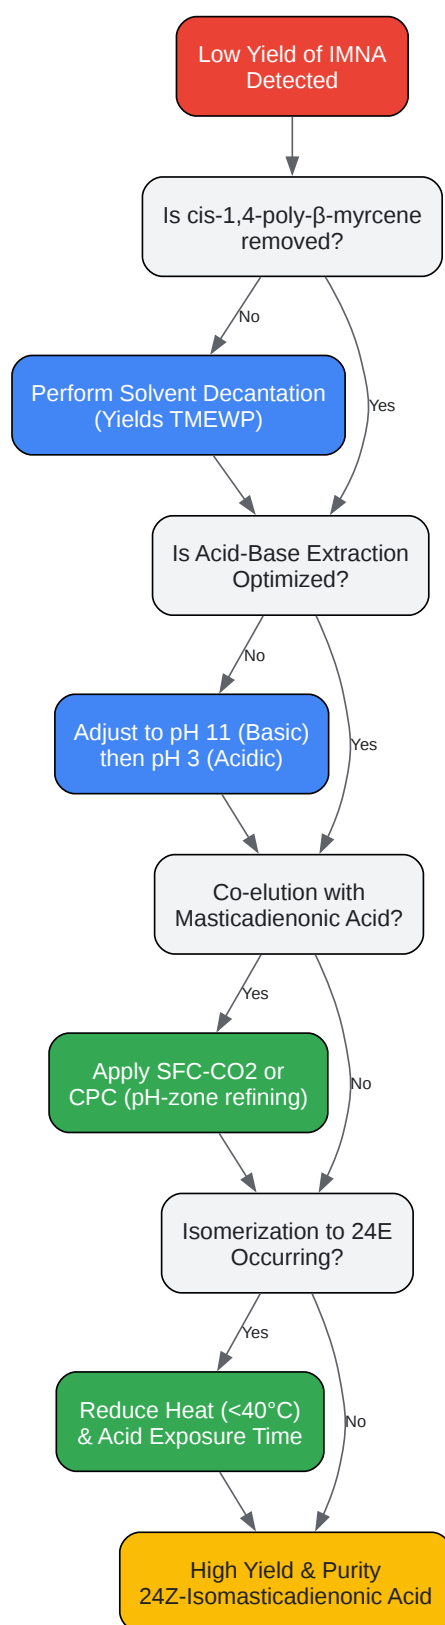 Low Yield of IMNA
Detected
Is cis-1,4-poly-β-myrcene
removed?
No
Perform Solvent Decantation
(Yields TMEWP)
Yes
Is Acid-Base Extraction
Optimized?
No
Adjust to pH 11 (Basic)
then pH 3 (Acidic)
Yes
Co-elution with
Masticadienonic Acid?
Yes
Apply SFC-CO2 or
CPC (pH-zone refining)
No
Isomerization to 24E
Occurring?
Yes
Reduce Heat (<40°C)
& Acid Exposure Time
No
High Yield & Purity
24Z-Isomasticadienonic Acid